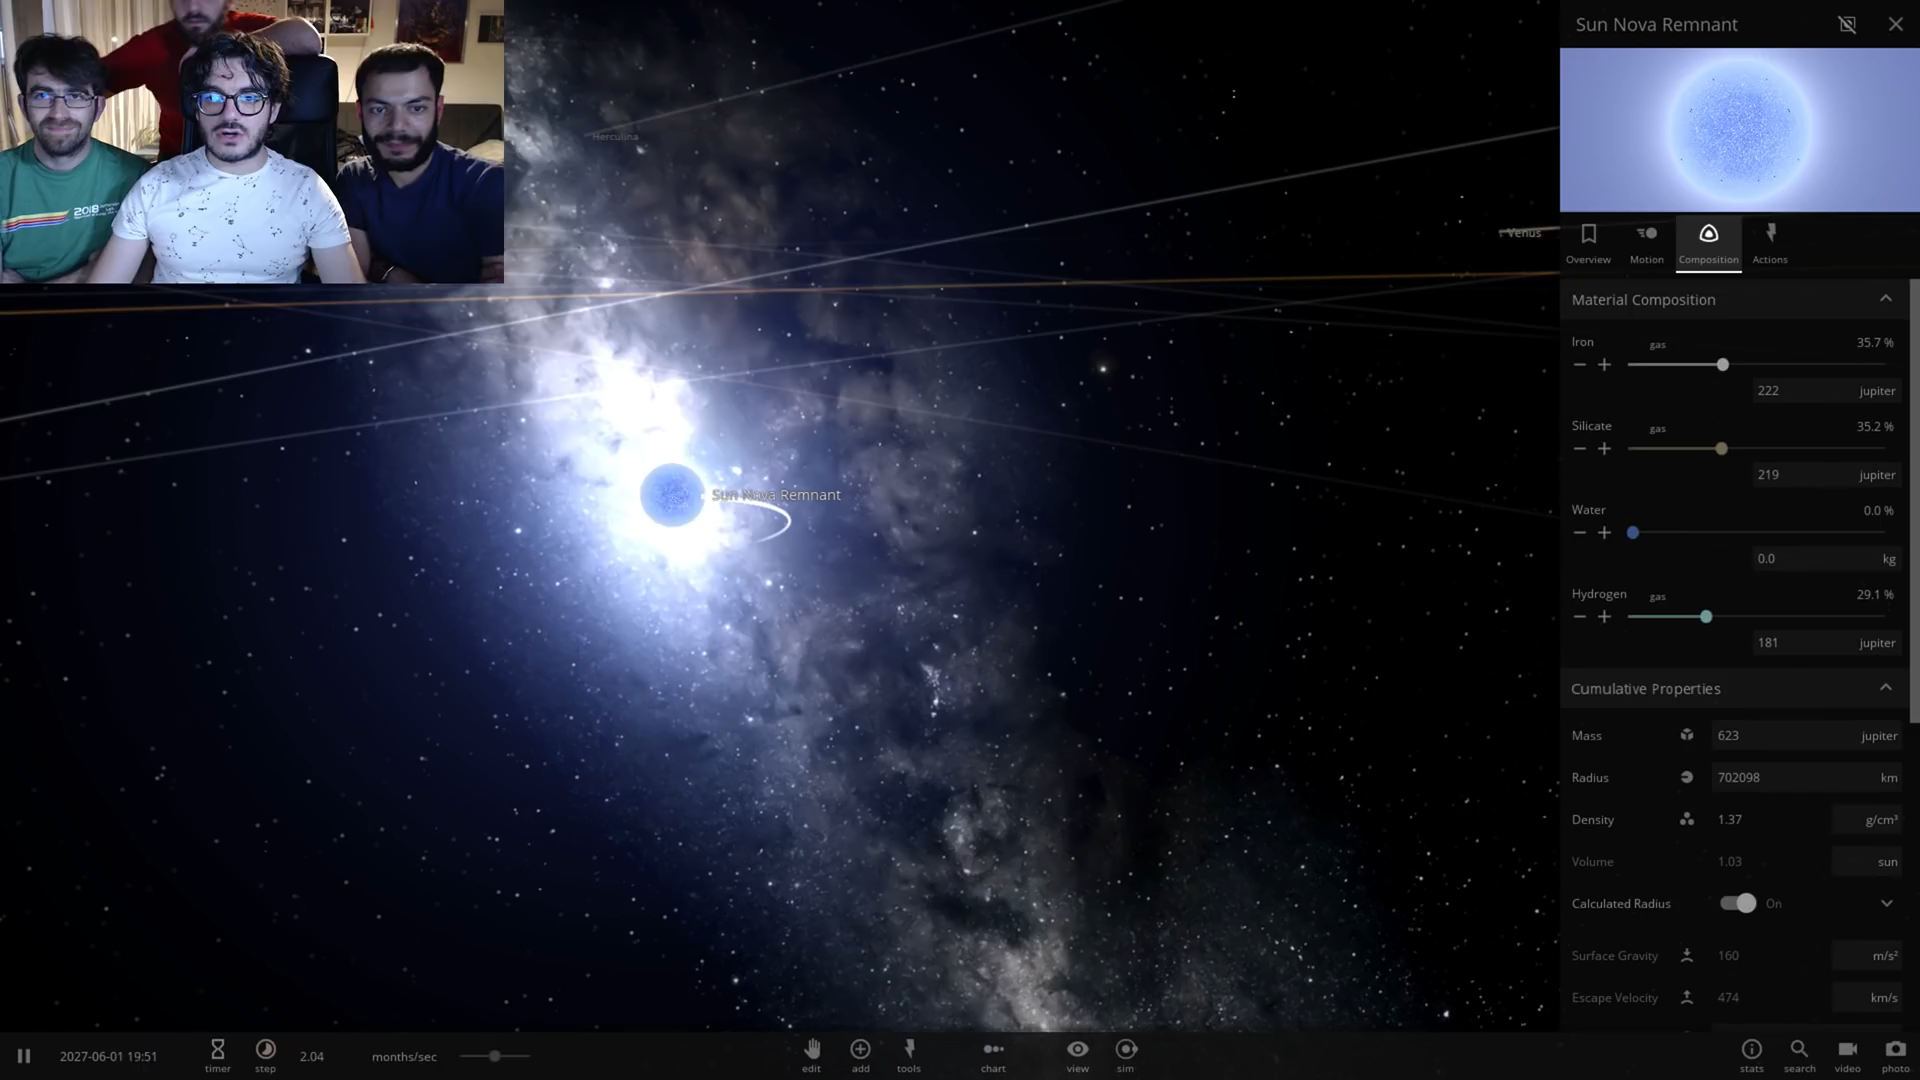 2018
Herculina
Venus
Sun Nova Remnant
Sun Nova Remnant
Overview
Motion
Composition
Actions
Material Composition
Iron gas 35.7 %
222 jupiter
Silicate gas 35.2 %
219 jupiter
Water 0.0 %
0.0 kg
Hydrogen gas 29.1 %
181 jupiter
Cumulative Properties
Mass 623 jupiter
Radius 702098 km
Density 1.37 g/cm³
Volume 1.03 sun
Calculated Radius On
Surface Gravity 160 m/s²
Escape Velocity 474 km/s
2027-06-01 19:51
timer
step
2.04 months/sec
edit
add
tools
chart
view
sim
stats
search
video
photo